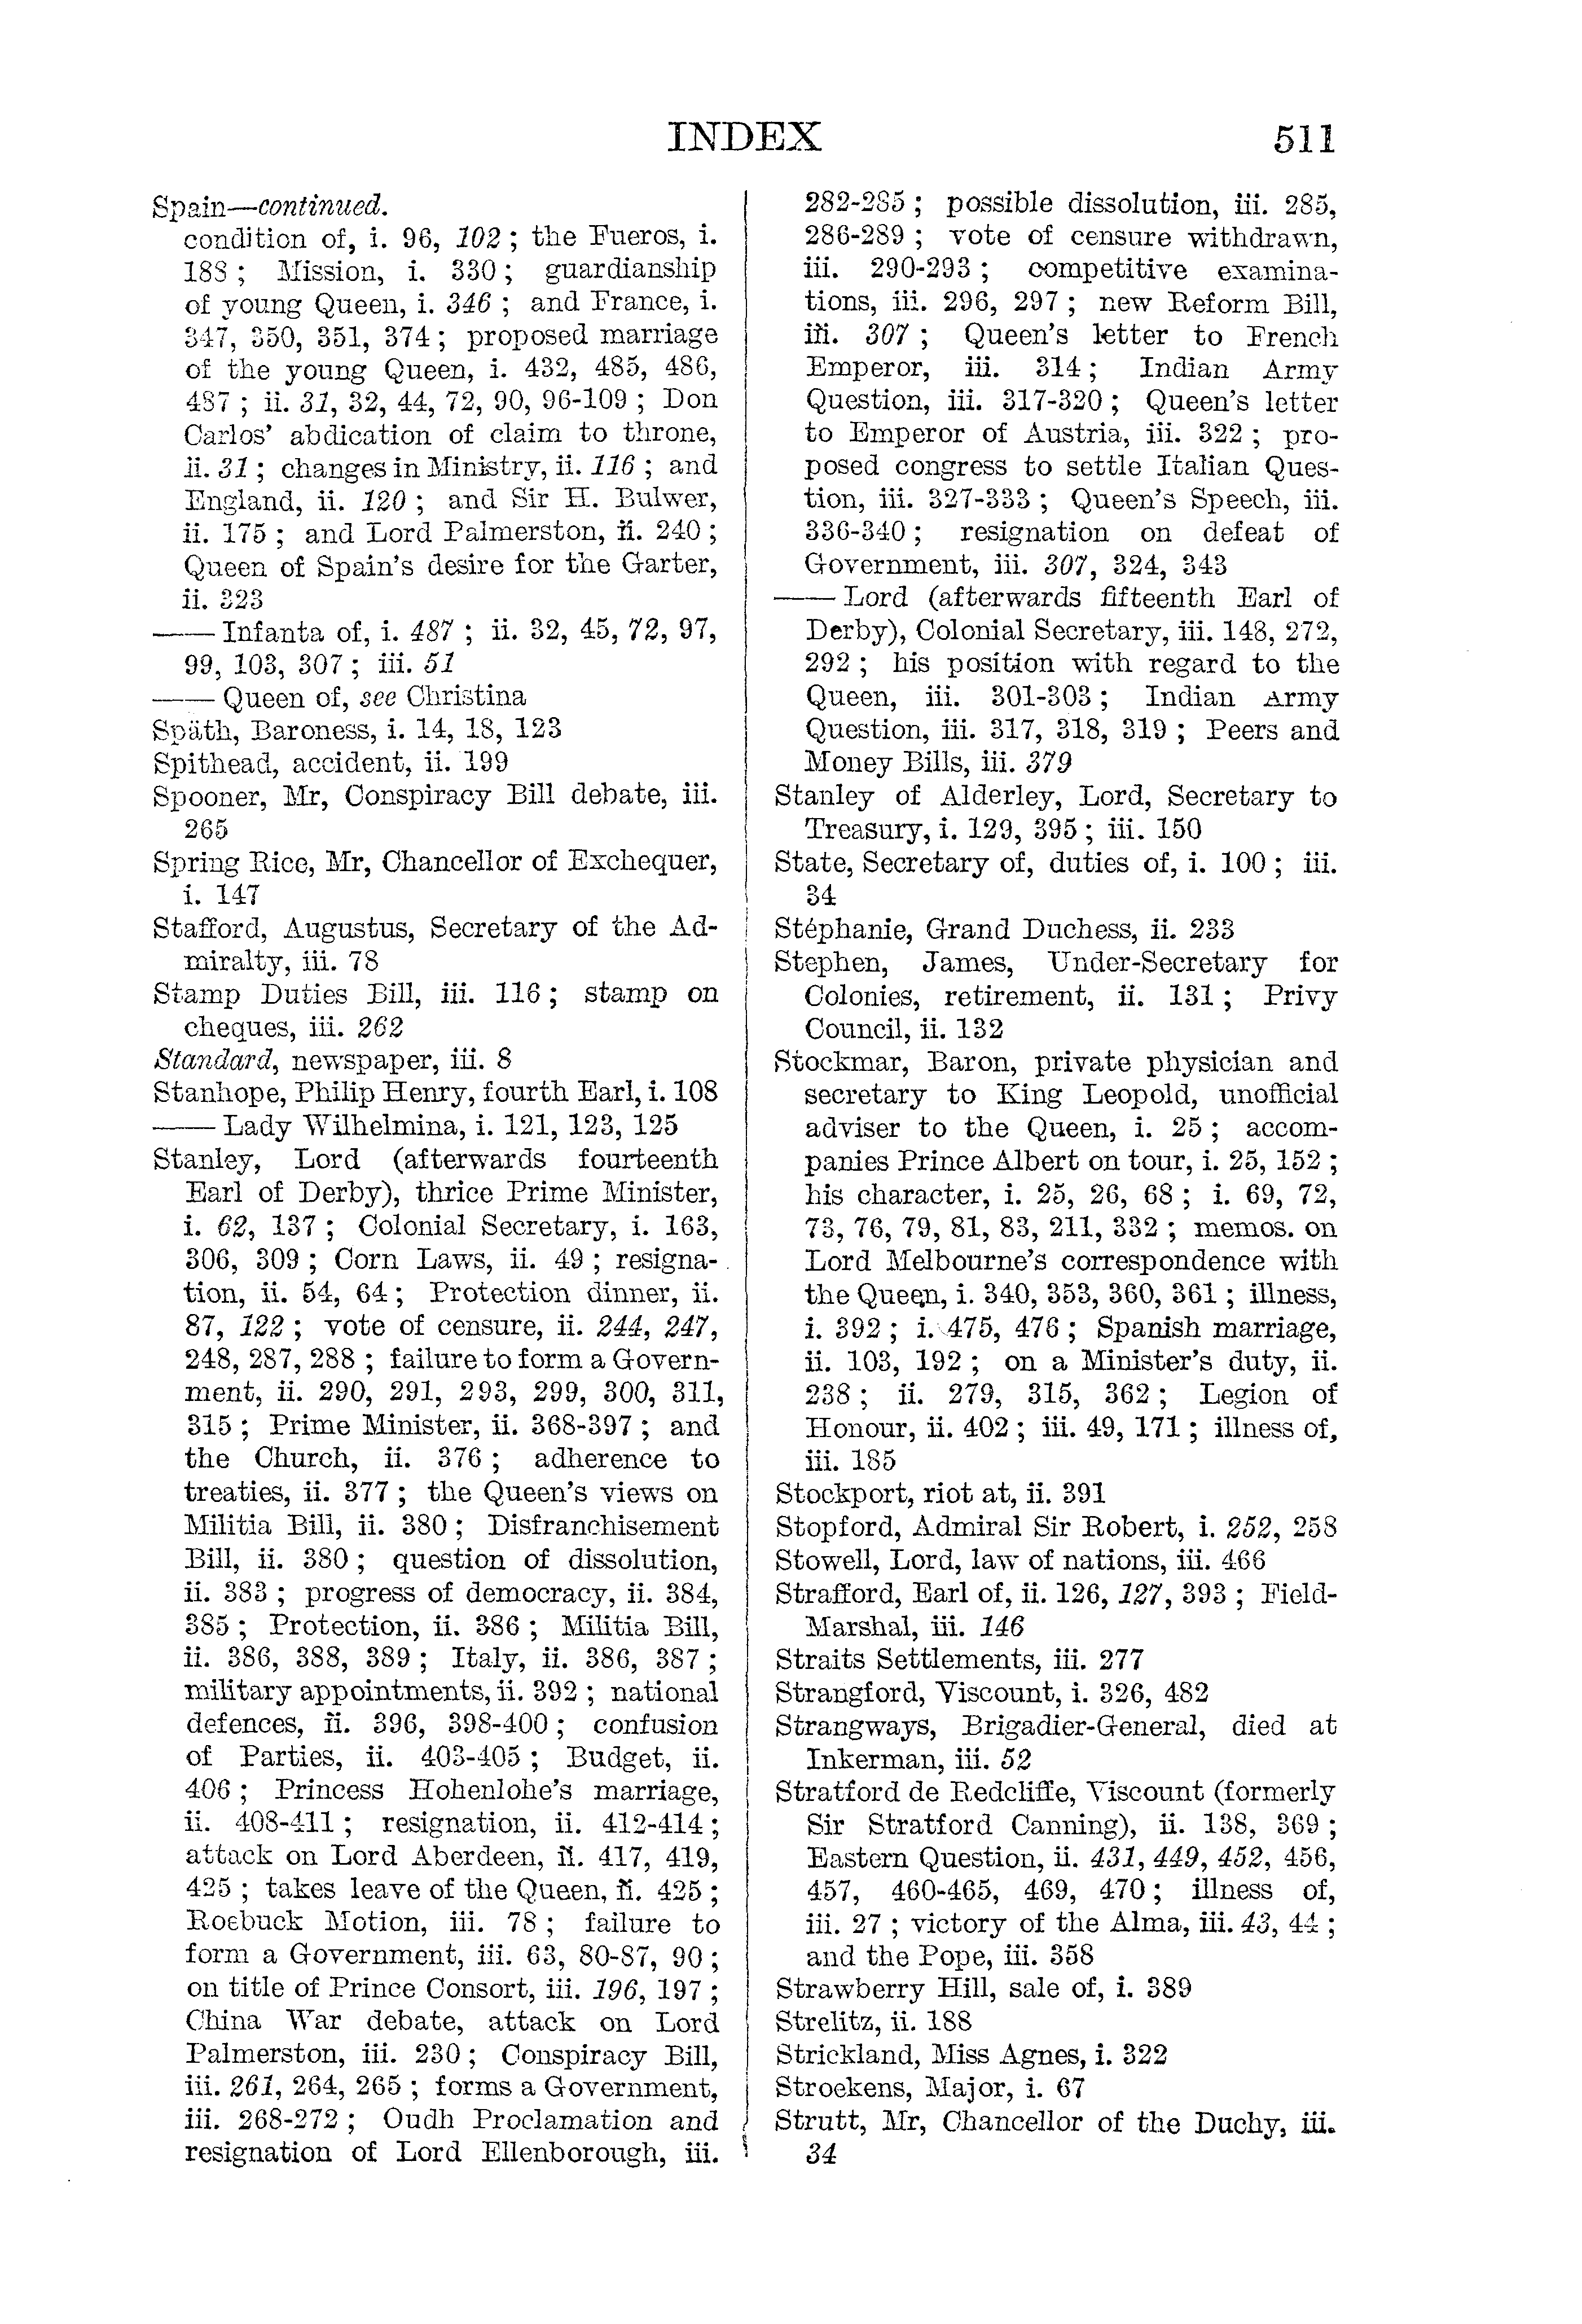 INDEX 511
Spain—continued.
condition of, i. 96, 102 ; the Fueros, i.
188 ; Mission, i. 330 ; guardianship
of young Queen, i. 346 ; and France, i.
347, 350, 351, 374 ; proposed marriage
of the young Queen, i. 432, 485, 486,
487 ; ii. 31, 32, 44, 72, 90, 96-109 ; Don
Carlos' abdication of claim to throne,
ii. 31 ; changes in Ministry, ii. 116 ; and
England, ii. 120 ; and Sir H. Bulwer,
ii. 175 ; and Lord Palmerston, ii. 240 ;
Queen of Spain's desire for the Garter,
ii. 323
—— Infanta of, i. 487 ; ii. 32, 45, 72, 97,
99, 103, 307 ; iii. 51
—— Queen of, see Christina
Späth, Baroness, i. 14, 18, 123
Spithead, accident, ii. 199
Spooner, Mr, Conspiracy Bill debate, iii.
265
Spring Rice, Mr, Chancellor of Exchequer,
i. 147
Stafford, Augustus, Secretary of the Ad-
miralty, iii. 78
Stamp Duties Bill, iii. 116 ; stamp on
cheques, iii. 262
Standard, newspaper, iii. 8
Stanhope, Philip Henry, fourth Earl, i. 108
—— Lady Wilhelmina, i. 121, 123, 125
Stanley, Lord (afterwards fourteenth
Earl of Derby), thrice Prime Minister,
i. 62, 137 ; Colonial Secretary, i. 163,
306, 309 ; Corn Laws, ii. 49 ; resigna-
tion, ii. 54, 64 ; Protection dinner, ii.
87, 122 ; vote of censure, ii. 244, 247,
248, 287, 288 ; failure to form a Govern-
ment, ii. 290, 291, 293, 299, 300, 311,
315 ; Prime Minister, ii. 368-397 ; and
the Church, ii. 376 ; adherence to
treaties, ii. 377 ; the Queen's views on
Militia Bill, ii. 380 ; Disfranchisement
Bill, ii. 380 ; question of dissolution,
ii. 383 ; progress of democracy, ii. 384,
385 ; Protection, ii. 386 ; Militia Bill,
ii. 386, 388, 389 ; Italy, ii. 386, 387 ;
military appointments, ii. 392 ; national
defences, ii. 396, 398-400 ; confusion
of Parties, ii. 403-405 ; Budget, ii.
406 ; Princess Hohenlohe's marriage,
ii. 408-411 ; resignation, ii. 412-414 ;
attack on Lord Aberdeen, ii. 417, 419,
425 ; takes leave of the Queen, ii. 425 ;
Roebuck Motion, iii. 78 ; failure to
form a Government, iii. 63, 80-87, 90 ;
on title of Prince Consort, iii. 196, 197 ;
China War debate, attack on Lord
Palmerston, iii. 230 ; Conspiracy Bill,
iii. 261, 264, 265 ; forms a Government,
iii. 268-272 ; Oudh Proclamation and
resignation of Lord Ellenborough, iii.
282-285 ; possible dissolution, iii. 285,
286-289 ; vote of censure withdrawn,
iii. 290-293 ; competitive examina-
tions, iii. 296, 297 ; new Reform Bill,
iii. 307 ; Queen's letter to French
Emperor, iii. 314 ; Indian Army
Question, iii. 317-320 ; Queen's letter
to Emperor of Austria, iii. 322 ; pro-
posed congress to settle Italian Ques-
tion, iii. 327-333 ; Queen's Speech, iii.
336-340 ; resignation on defeat of
Government, iii. 307, 324, 343
—— Lord (afterwards fifteenth Earl of
Derby), Colonial Secretary, iii. 148, 272,
292 ; his position with regard to the
Queen, iii. 301-303 ; Indian Army
Question, iii. 317, 318, 319 ; Peers and
Money Bills, iii. 379
Stanley of Alderley, Lord, Secretary to
Treasury, i. 129, 395 ; iii. 150
State, Secretary of, duties of, i. 100 ; iii.
34
Stéphanie, Grand Duchess, ii. 233
Stephen, James, Under-Secretary for
Colonies, retirement, ii. 131 ; Privy
Council, ii. 132
Stockmar, Baron, private physician and
secretary to King Leopold, unofficial
adviser to the Queen, i. 25 ; accom-
panies Prince Albert on tour, i. 25, 152 ;
his character, i. 25, 26, 68 ; i. 69, 72,
73, 76, 79, 81, 83, 211, 332 ; memos. on
Lord Melbourne's correspondence with
the Queen, i. 340, 353, 360, 361 ; illness,
i. 392 ; i. 475, 476 ; Spanish marriage,
ii. 103, 192 ; on a Minister's duty, ii.
238 ; ii. 279, 315, 362 ; Legion of
Honour, ii. 402 ; iii. 49, 171 ; illness of,
iii. 185
Stockport, riot at, ii. 391
Stopford, Admiral Sir Robert, i. 252, 258
Stowell, Lord, law of nations, iii. 466
Strafford, Earl of, ii. 126, 127, 393 ; Field-
Marshal, iii. 146
Straits Settlements, iii. 277
Strangford, Viscount, i. 326, 482
Strangways, Brigadier-General, died at
Inkerman, iii. 52
Stratford de Redcliffe, Viscount (formerly
Sir Stratford Canning), ii. 138, 369 ;
Eastern Question, ii. 431, 449, 452, 456,
457, 460-465, 469, 470 ; illness of,
iii. 27 ; victory of the Alma, iii. 43, 44 ;
and the Pope, iii. 358
Strawberry Hill, sale of, i. 389
Strelitz, ii. 188
Strickland, Miss Agnes, i. 322
Stroekens, Major, i. 67
Strutt, Mr, Chancellor of the Duchy, iii.
34